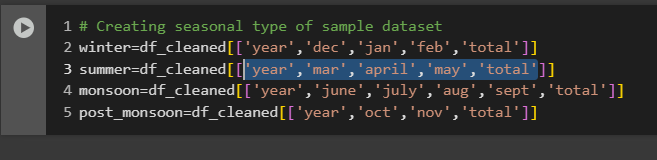 1 # Creating seasonal type of sample dataset
2 winter=df_cleaned[['year','dec','jan','feb','total']]
3 summer=df_cleaned[['year','mar','april','may','total']]
4 monsoon=df_cleaned[['year','june','july','aug','sept','total']]
5 post_monsoon=df_cleaned[['year','oct','nov','total']]